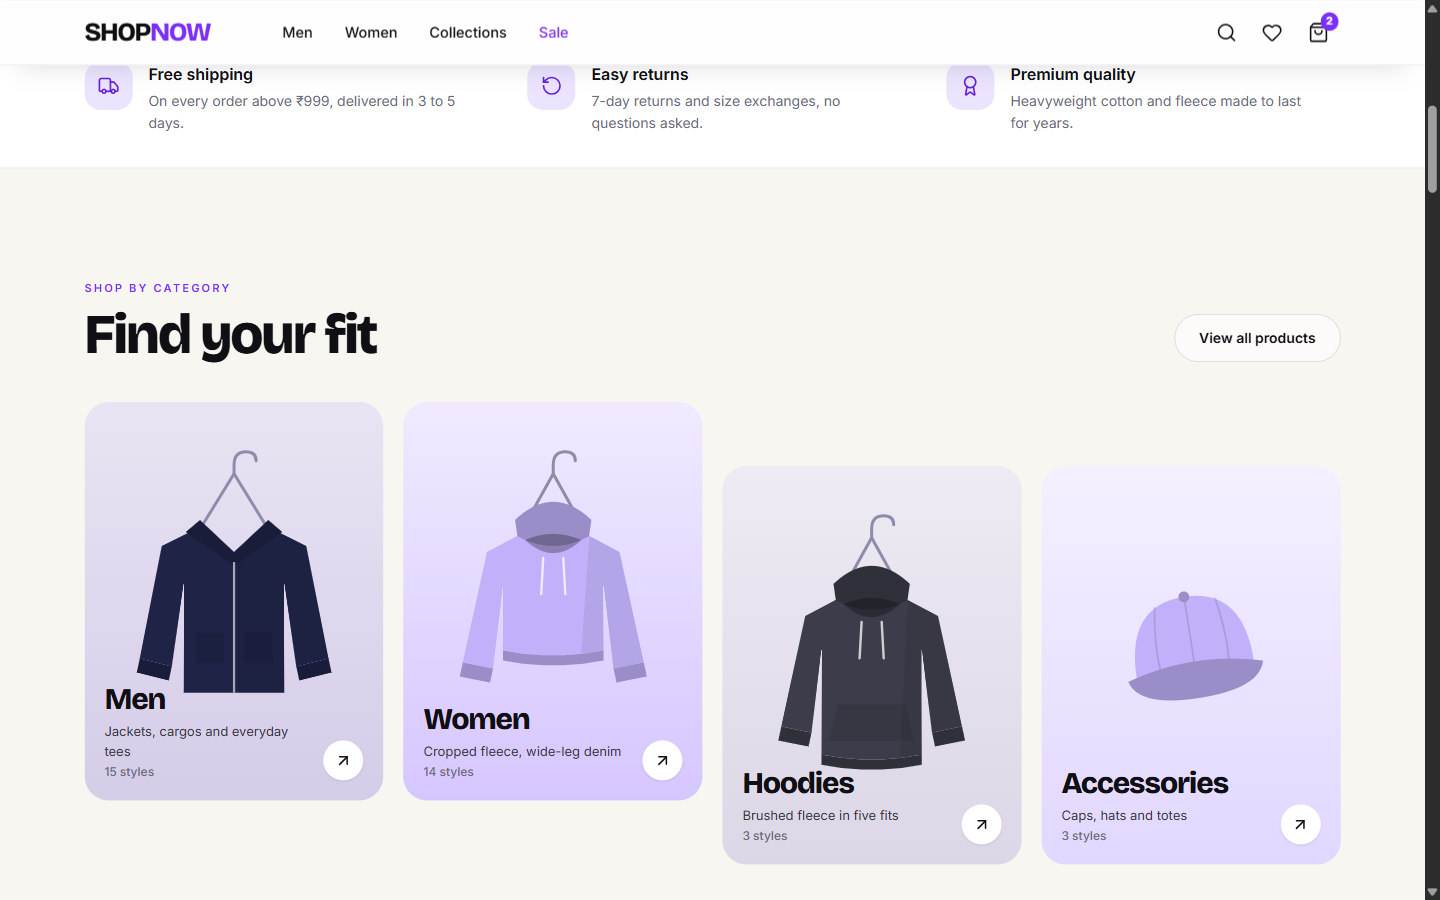 SHOPNOW
Men
Women
Collections
Sale
2
Free shipping
On every order above ₹999, delivered in 3 to 5
days.
Easy returns
7-day returns and size exchanges, no
questions asked.
Premium quality
Heavyweight cotton and fleece made to last
for years.
SHOP BY CATEGORY
Find your fit
View all products
Men
Jackets, cargos and everyday
tees
15 styles
Women
Cropped fleece, wide-leg denim
14 styles
Hoodies
Brushed fleece in five fits
3 styles
Accessories
Caps, hats and totes
3 styles